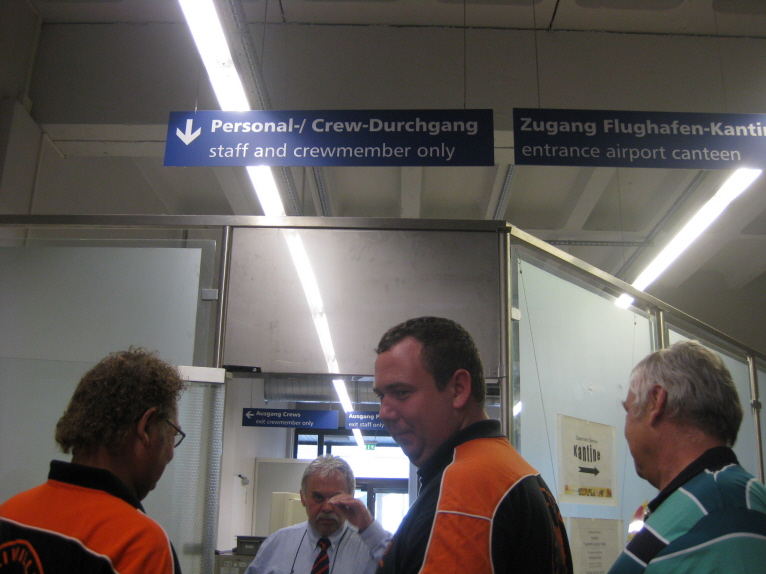 Personal-/ Crew-Durchgang
staff and crewmember only
Zugang Flughafen-Kantin
entrance airport canteen
Ausgang Crews
exit crewmember only
Ausgang
exit staff only
Kantine